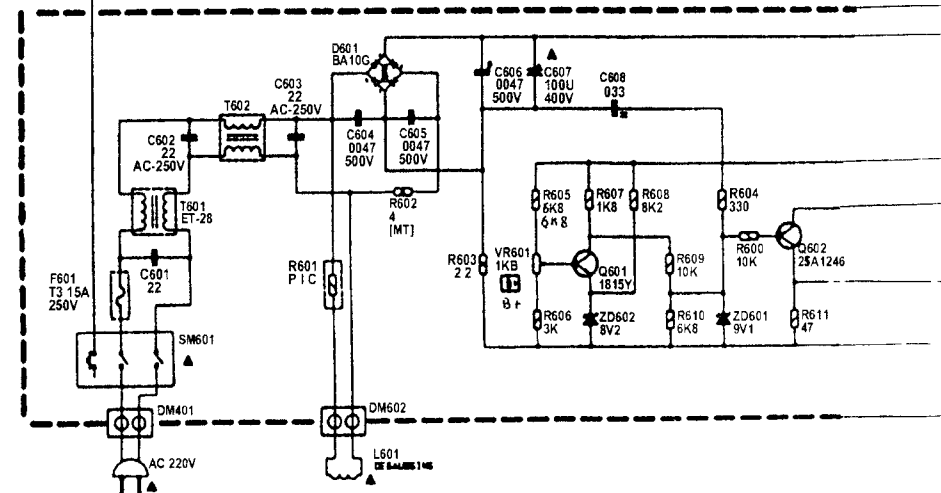 D601
BA10G
C606
0047
500V
C607
100U
400V
C608
033
T602
C603
22
AC-250V
C602
22
AC-250V
C604
0047
500V
C605
0047
500V
T601
ET-28
R602
4
[MT]
R605
6K8
6K8
R607
1K8
R608
8K2
R604
330
R600
10K
Q602
2SA1246
F601
T3 15A
250V
C601
22
R601
PIC
R603
2 2
VR601
1KB
B+
Q601
1815Y
R609
10K
R606
3K
ZD602
8V2
R610
6K8
ZD601
9V1
R611
47
SM601
DM401
DM602
AC 220V
L601
DEGAUSSING